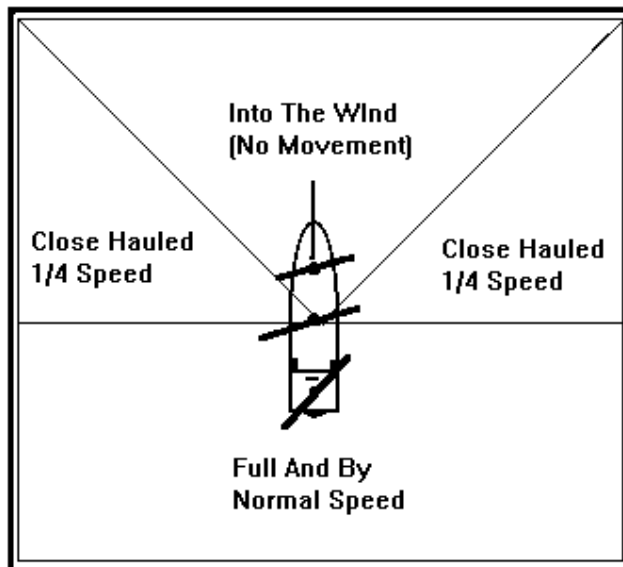 Into The WInd
(No Movement)
Close Hauled
1/4 Speed
Close Hauled
1/4 Speed
Full And By
Normal Speed